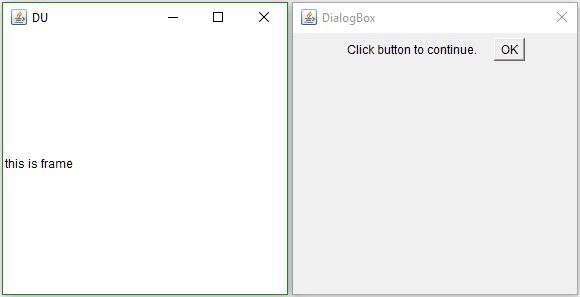 DU
this is frame
DialogBox
Click button to continue. OK